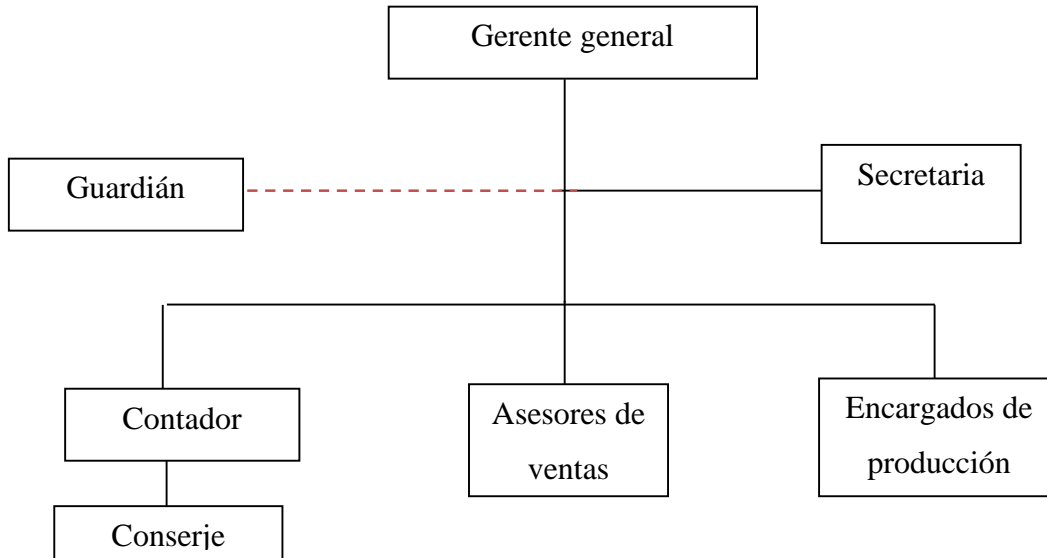 Gerente general
Guardián
Secretaria
Contador
Asesores de
ventas
Encargados de
producción
Conserje